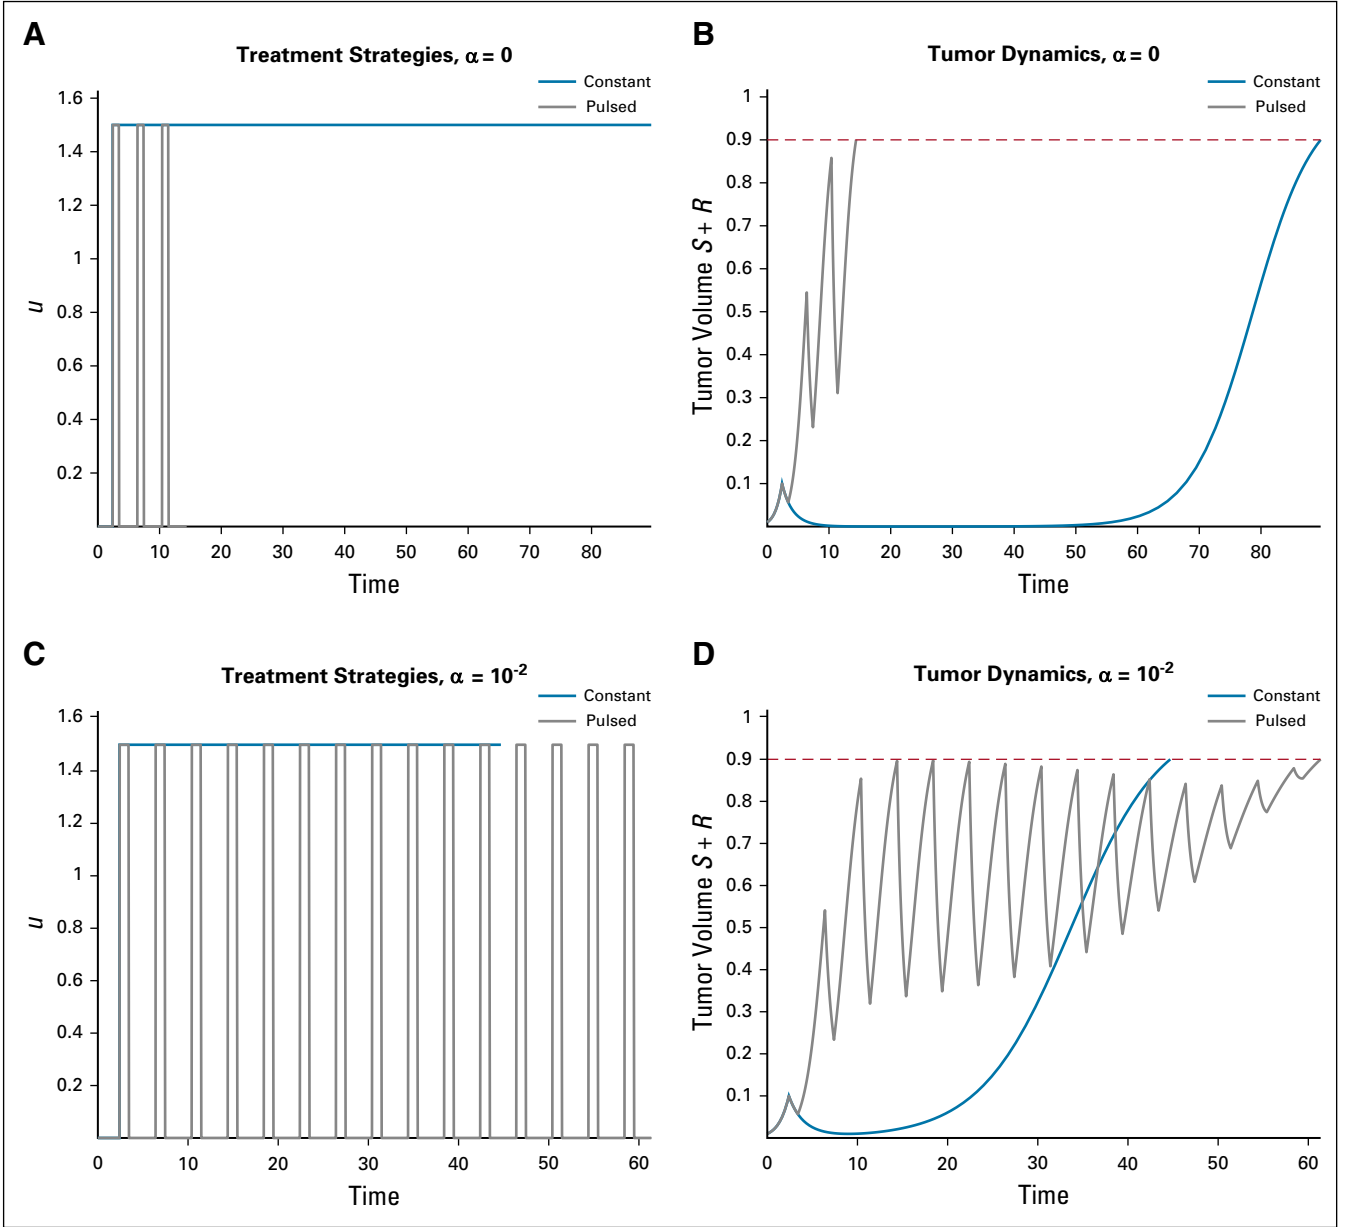 A
Treatment Strategies, α = 0
Constant
Pulsed
1.6
1.4
1.2
1
0.8
0.6
0.4
0.2
u
0 10 20 30 40 50 60 70 80
Time
B
Tumor Dynamics, α = 0
Constant
Pulsed
1
0.9
0.8
0.7
0.6
0.5
0.4
0.3
0.2
0.1
Tumor Volume S + R
0 10 20 30 40 50 60 70 80
Time
C
Treatment Strategies, α = 10⁻²
Constant
Pulsed
1.6
1.4
1.2
1
0.8
0.6
0.4
0.2
u
0 10 20 30 40 50 60
Time
D
Tumor Dynamics, α = 10⁻²
Constant
Pulsed
1
0.9
0.8
0.7
0.6
0.5
0.4
0.3
0.2
0.1
Tumor Volume S + R
0 10 20 30 40 50 60
Time